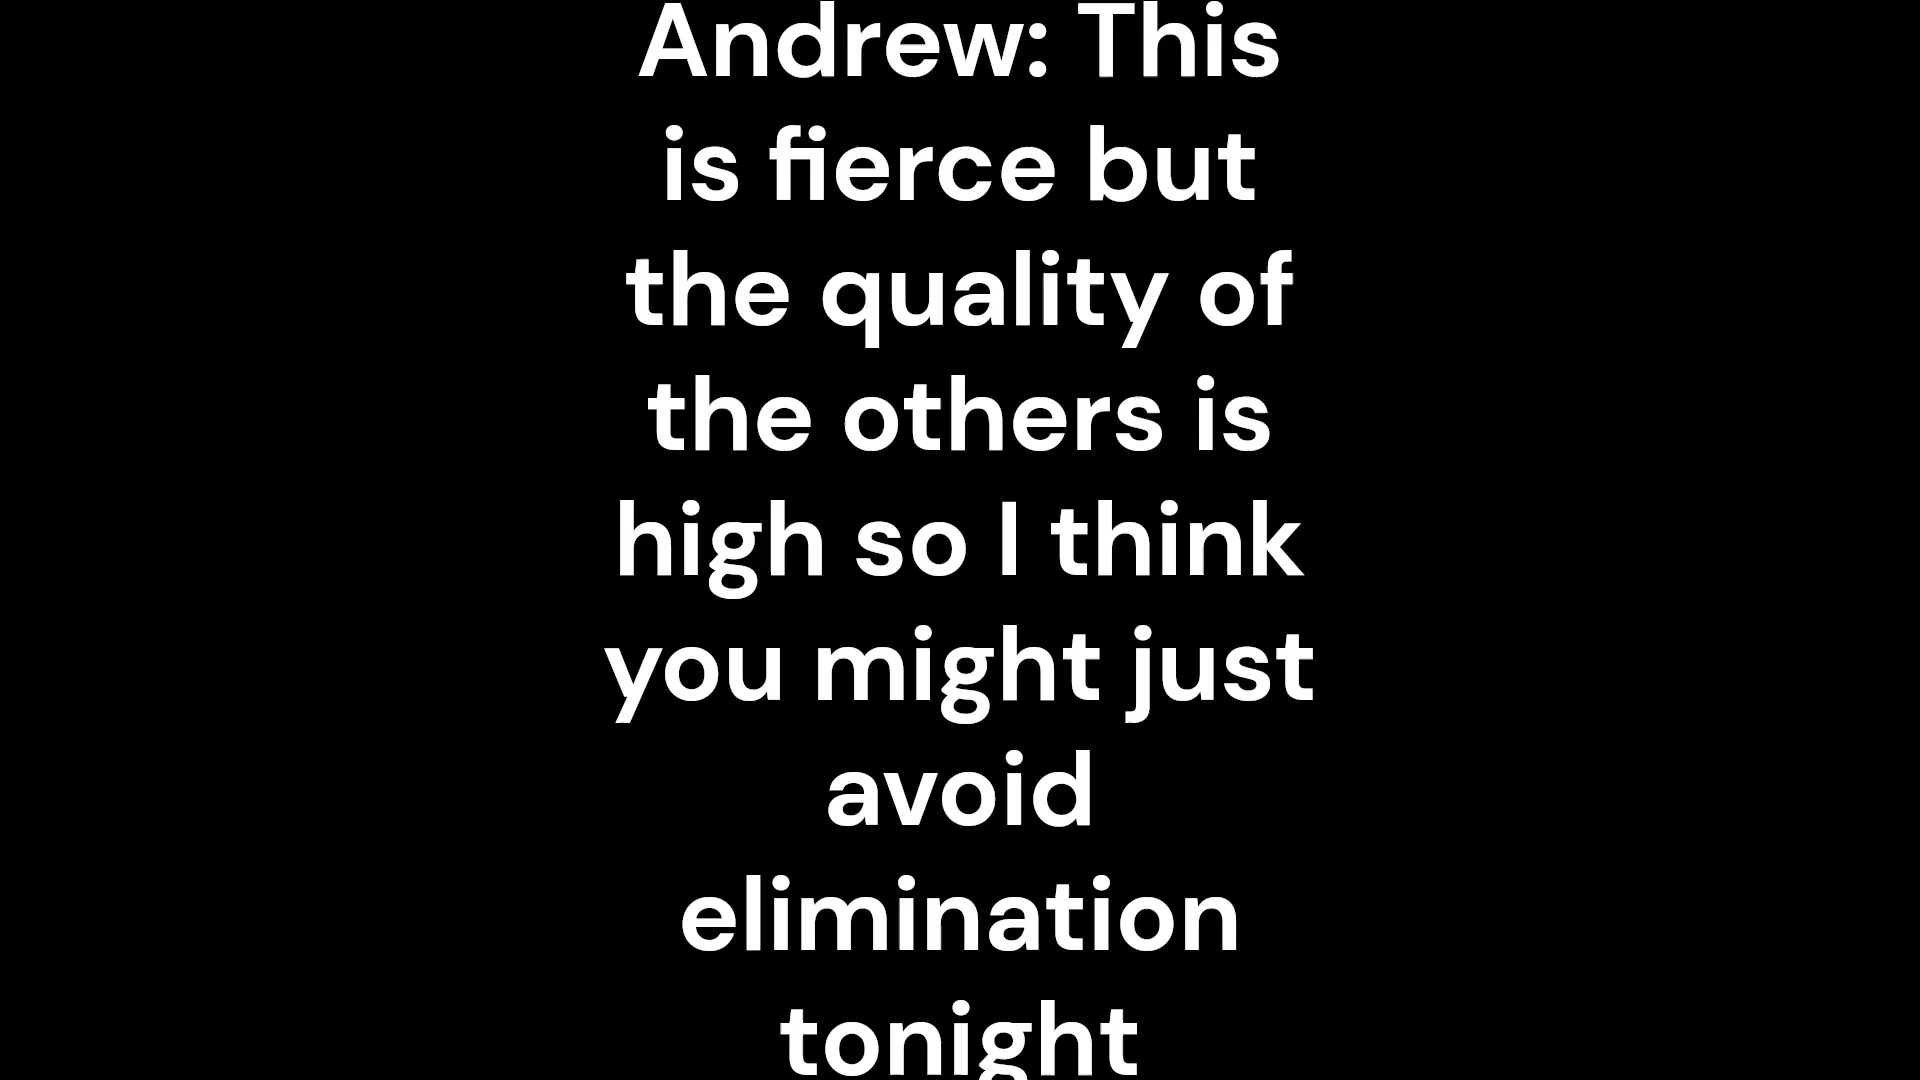 Andrew: This
is fierce but
the quality of
the others is
high so I think
you might just
avoid
elimination
tonight